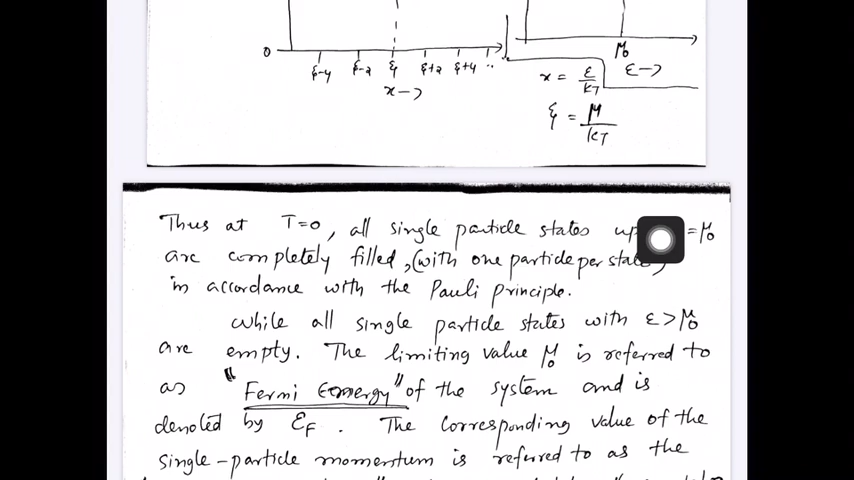 0 ξ-4 ξ-2 ξ ξ+2 ξ+4 ..
x →
μ₀
ε →
x = ε/kT
ξ = μ/kT
Thus at T=0, all single particle states up = μ₀
are completely filled, (with one particle per state)
in accordance with the Pauli principle.
While all single particle states with ε > μ₀
are empty. The limiting value μ₀ is referred to
as "Fermi Energy" of the system and is
denoted by ε_F. The corresponding value of the
single-particle momentum is referred to as the